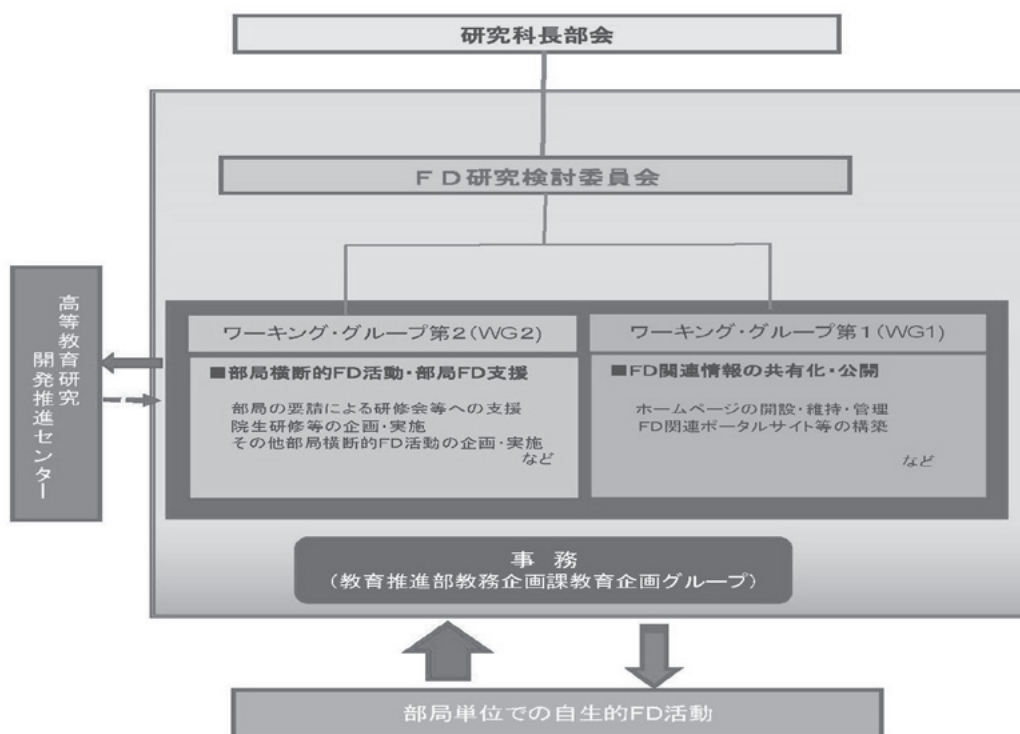 研究科長部会
FD研究検討委員会
高等教育研究
開発推進センター
ワーキング・グループ第2(WG2)
■部局横断的FD活動・部局FD支援
部局の要請による研修会等への支援
院生研修等の企画・実施
その他部局横断的FD活動の企画・実施
など
ワーキング・グループ第1(WG1)
■FD関連情報の共有化・公開
ホームページの開設・維持・管理
FD関連ポータルサイト等の構築
など
事務
(教育推進部教務企画課教育企画グループ)
部局単位での自生的FD活動